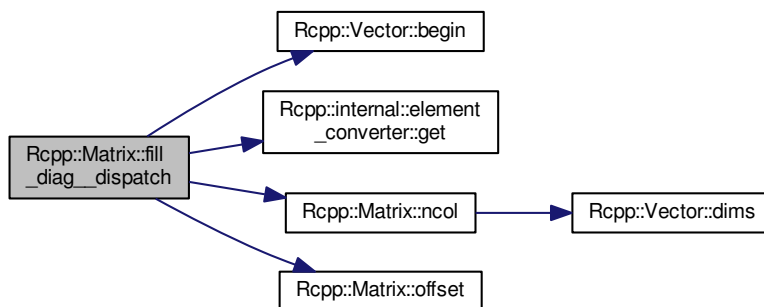 Rcpp::Vector::begin
Rcpp::internal::element
_converter::get
Rcpp::Matrix::fill
_diag__dispatch
Rcpp::Matrix::ncol
Rcpp::Vector::dims
Rcpp::Matrix::offset